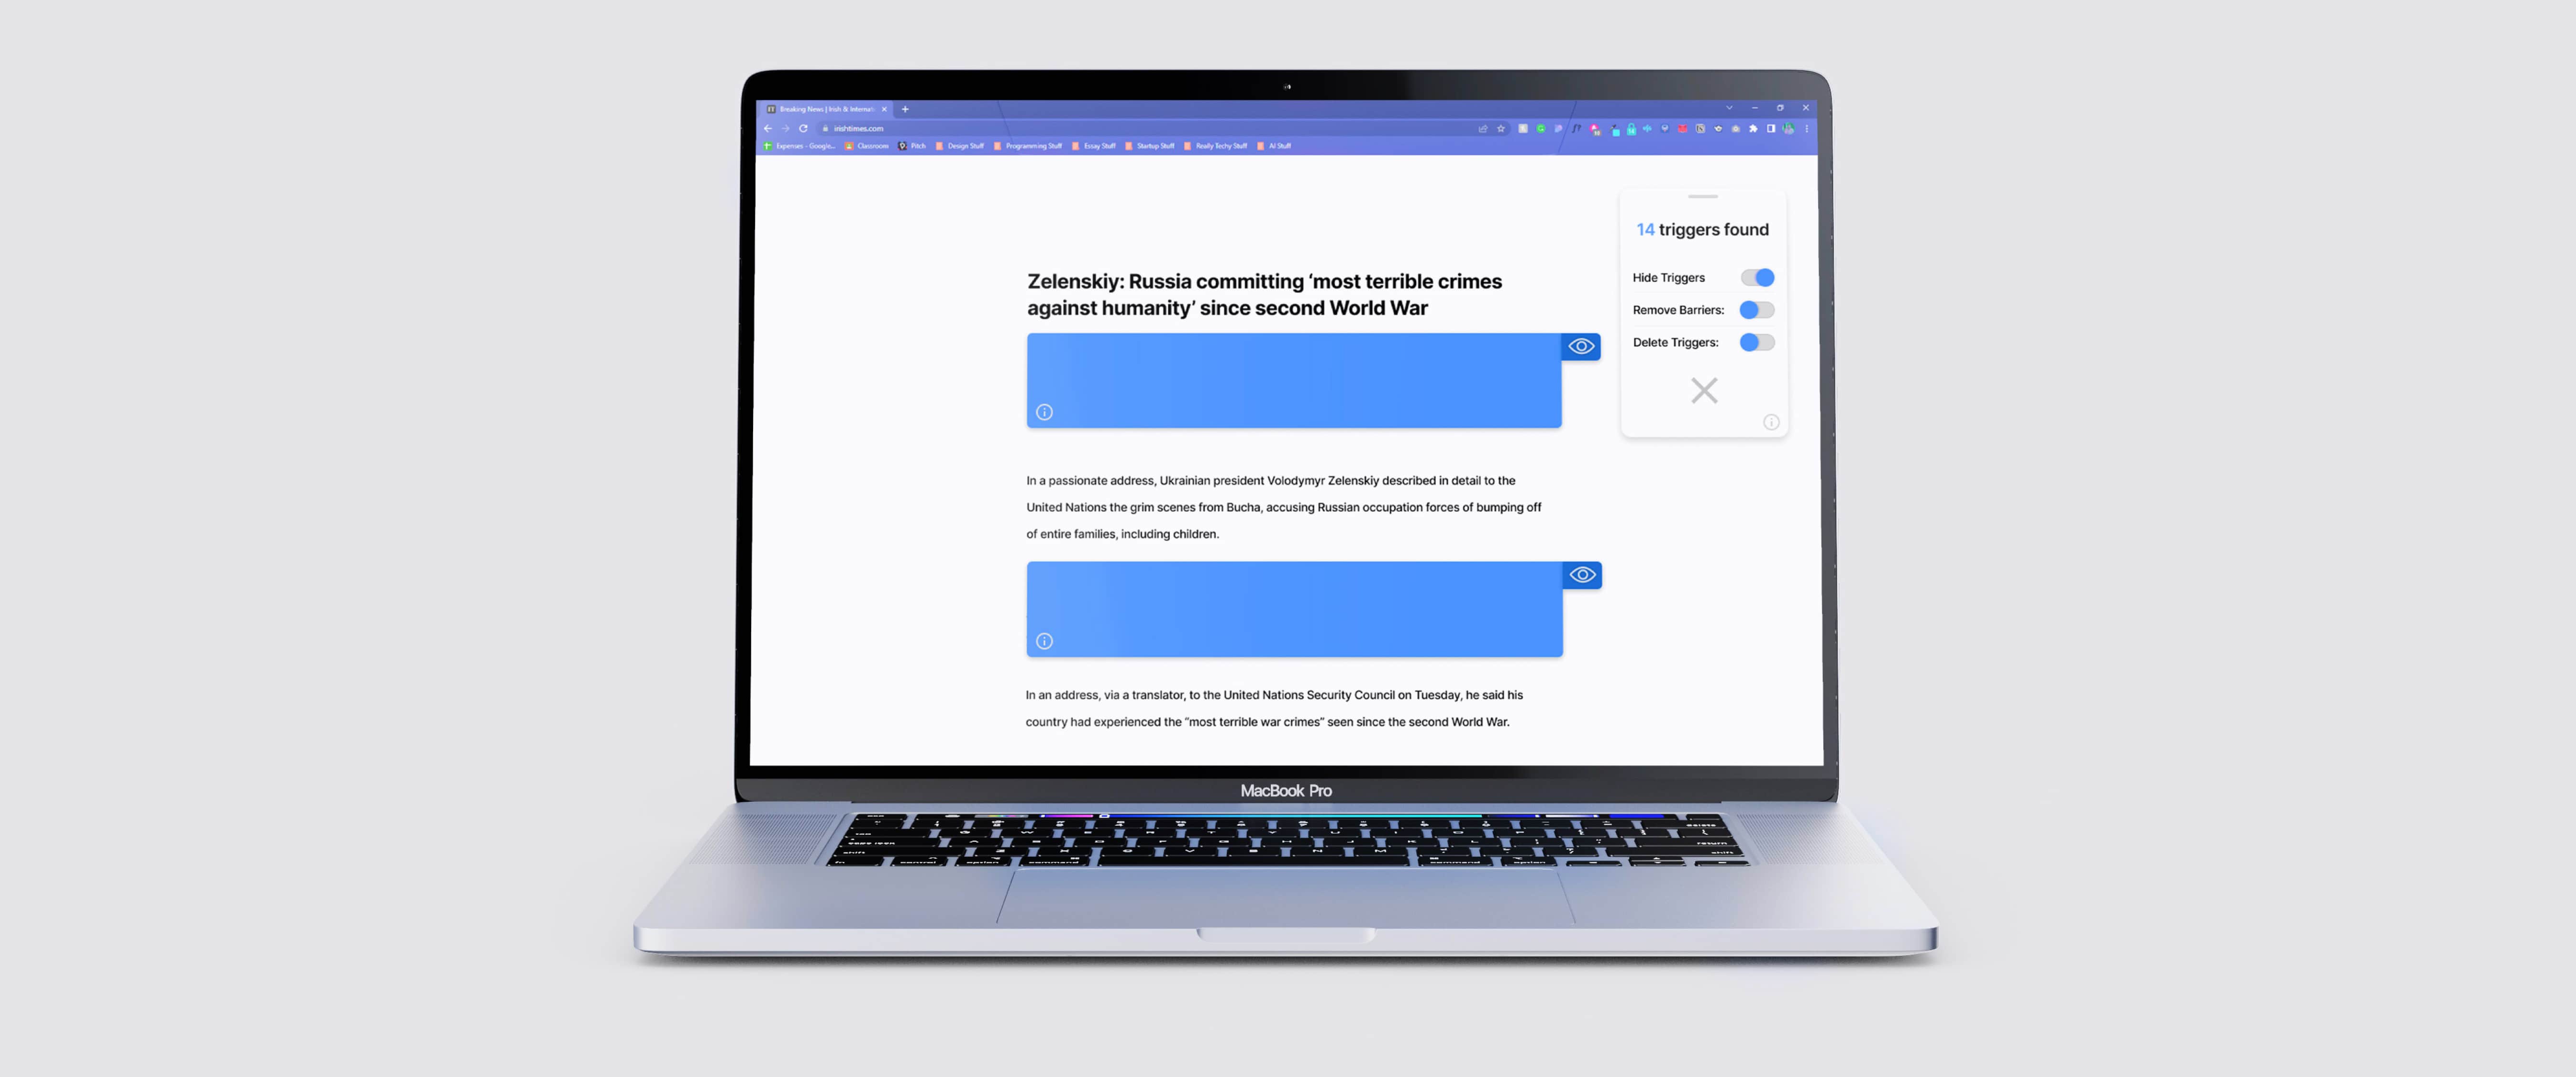 Breaking News | Irish & Internati
irishtimes.com
Expenses - Google...
Classroom
Pitch
Design Stuff
Programming Stuff
Essay Stuff
Startup Stuff
Really Techy Stuff
AI Stuff
14 triggers found
Hide Triggers
Remove Barriers:
Delete Triggers:
Zelenskiy: Russia committing ‘most terrible crimes
against humanity’ since second World War
In a passionate address, Ukrainian president Volodymyr Zelenskiy described in detail to the
United Nations the grim scenes from Bucha, accusing Russian occupation forces of bumping off
of entire families, including children.
In an address, via a translator, to the United Nations Security Council on Tuesday, he said his
country had experienced the “most terrible war crimes” seen since the second World War.
MacBook Pro